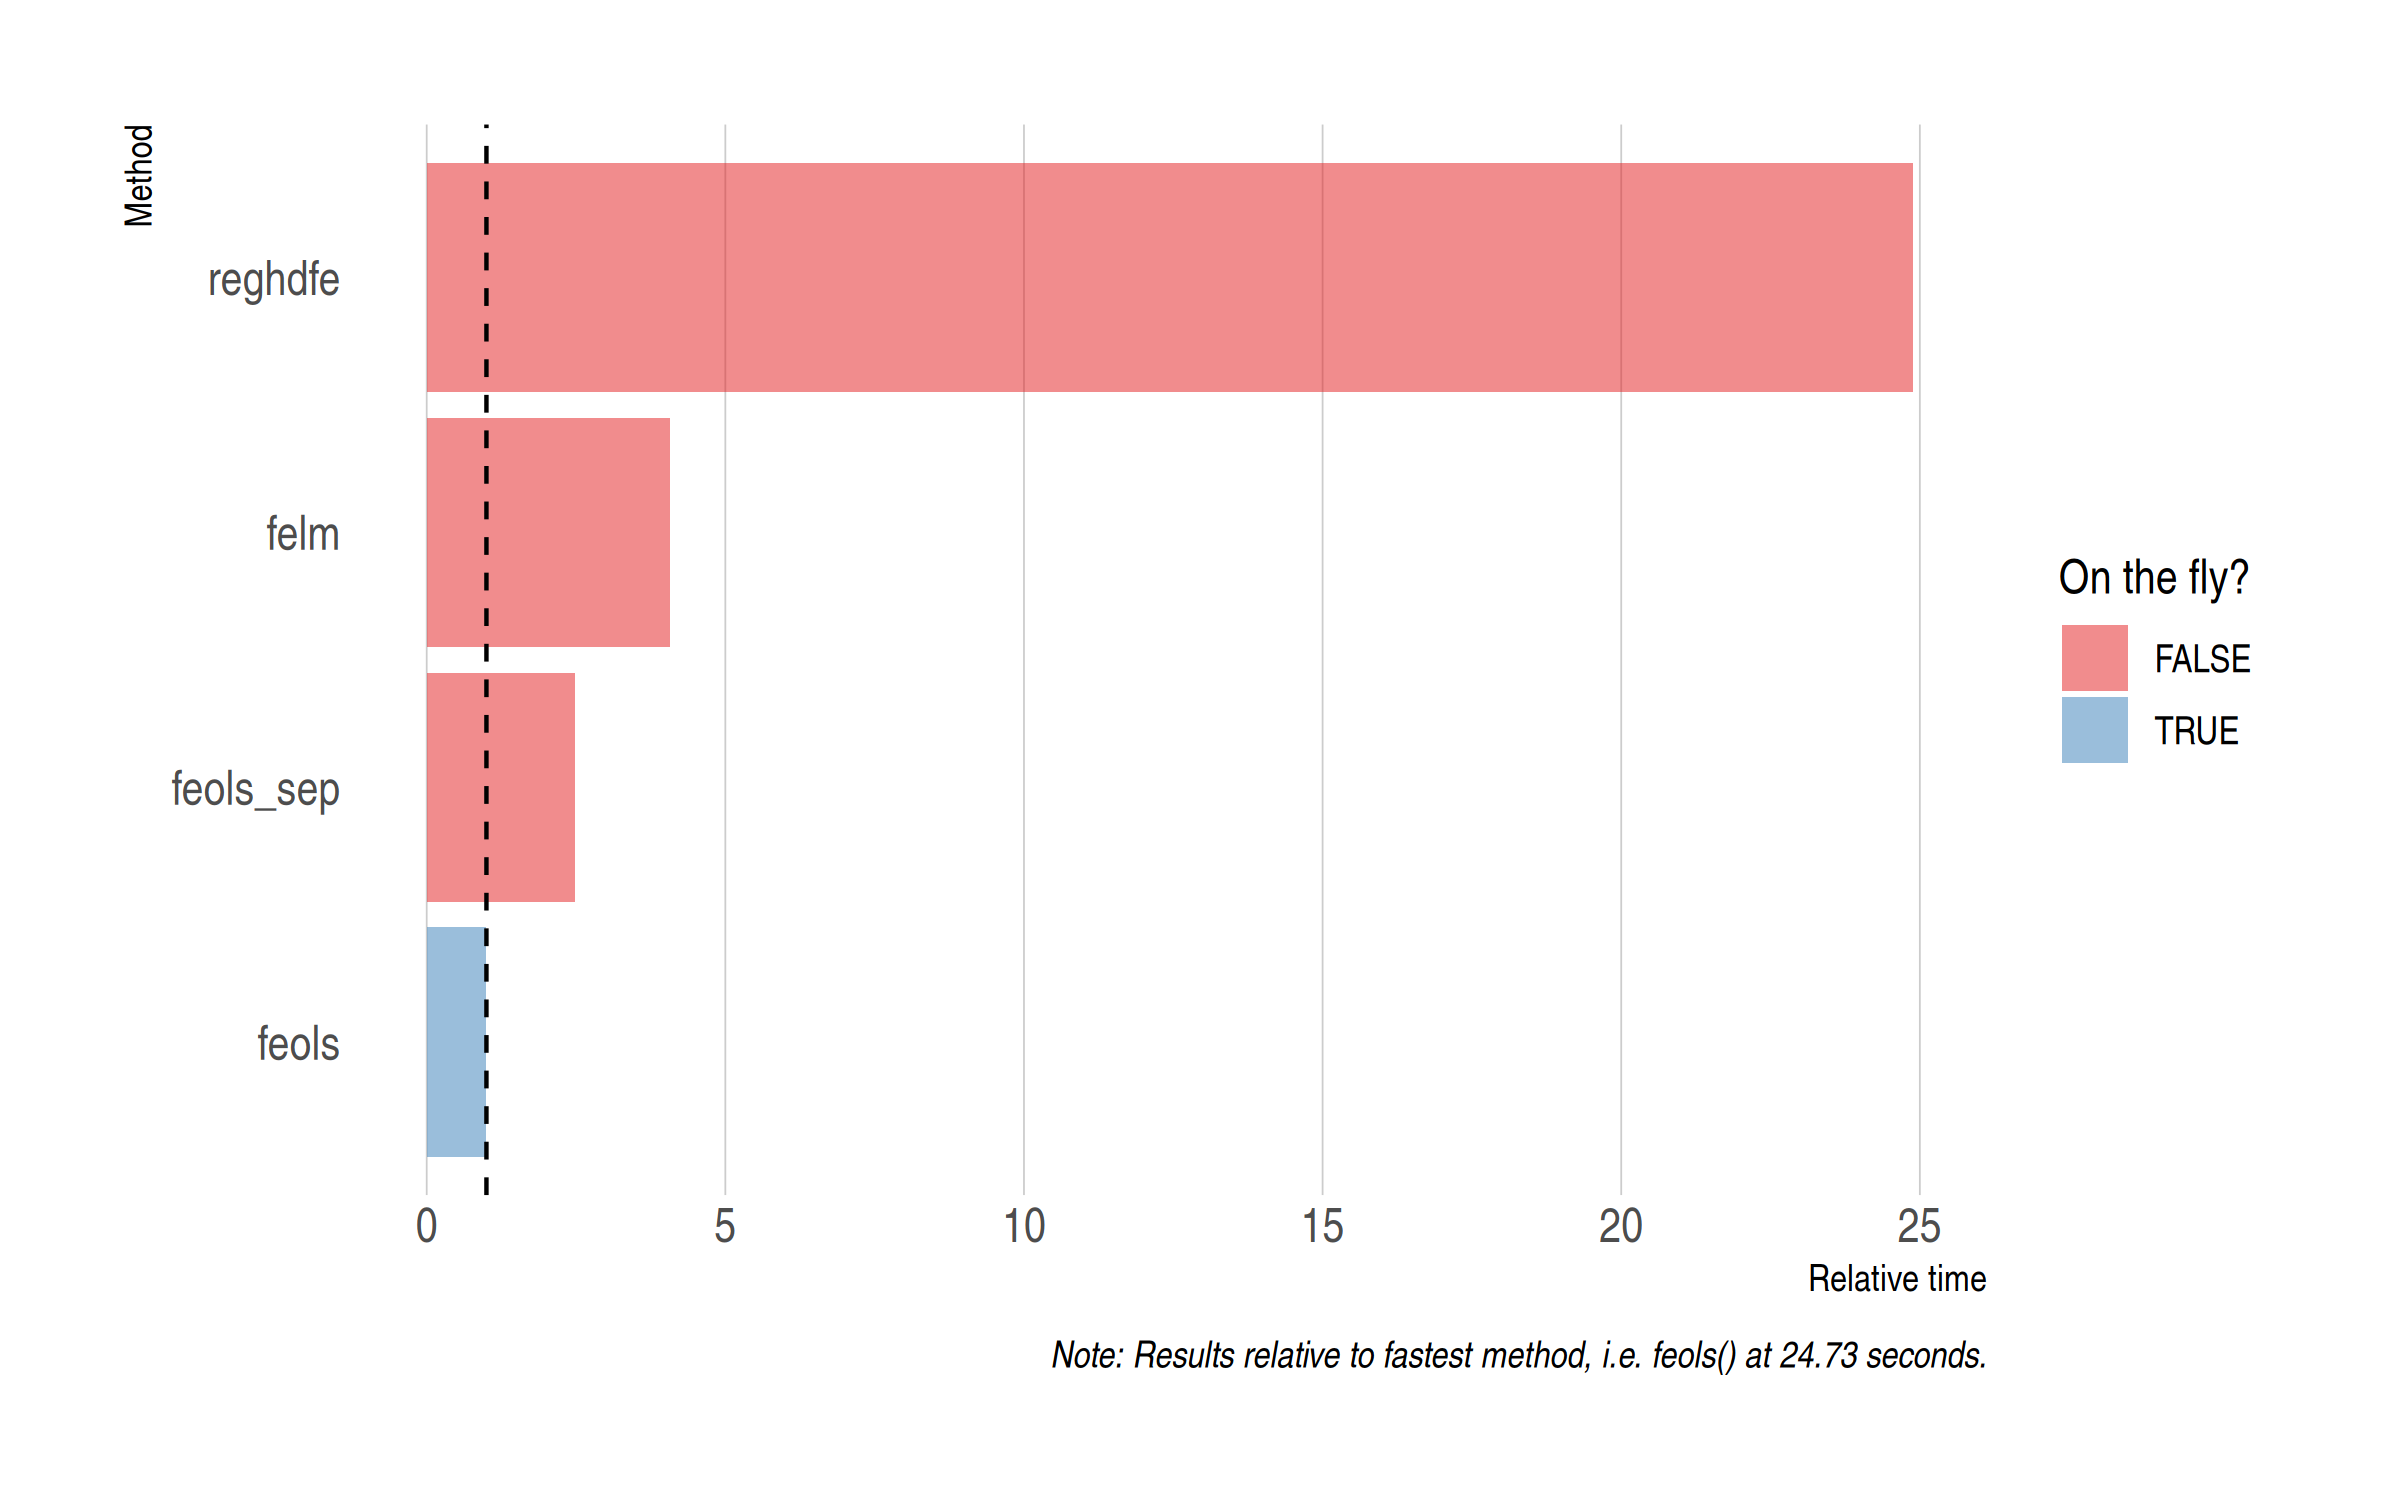 Method
reghdfe
felm
feols_sep
feols
0 5 10 15 20 25
Relative time
On the fly?
FALSE
TRUE
Note: Results relative to fastest method, i.e. feols() at 24.73 seconds.